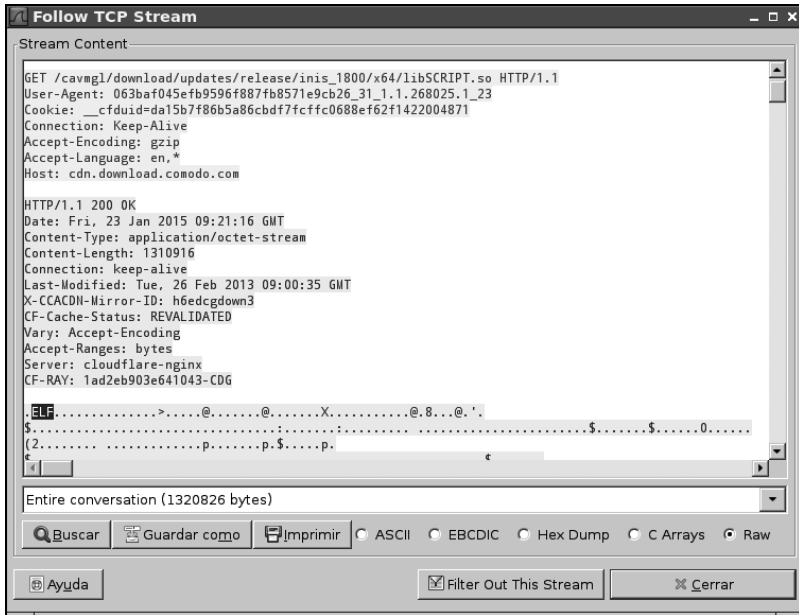 Follow TCP Stream
Stream Content
GET /cavmgl/download/updates/release/inis_1800/x64/libSCRIPT.so HTTP/1.1
User-Agent: 063baf045efb9596f887fb8571e9cb26_31_1.1.268025.1_23
Cookie: __cfduid=da15b7f86b5a86cbdf7fcffc0688ef62f1422004871
Connection: Keep-Alive
Accept-Encoding: gzip
Accept-Language: en,*
Host: cdn.download.comodo.com
HTTP/1.1 200 OK
Date: Fri, 23 Jan 2015 09:21:16 GMT
Content-Type: application/octet-stream
Content-Length: 1310916
Connection: keep-alive
Last-Modified: Tue, 26 Feb 2013 09:00:35 GMT
X-CCACDN-Mirror-ID: h6edcgdown3
CF-Cache-Status: REVALIDATED
Vary: Accept-Encoding
Accept-Ranges: bytes
Server: cloudflare-nginx
CF-RAY: 1ad2eb903e641043-CDG
.ELF..............>.....@.......@.......X...........@.8...@.'.
$...............................:.......:........ ........................$.......$......0......
(2........ .............p.......p.$.....p.
Entire conversation (1320826 bytes)
Buscar Guardar como Imprimir ASCII EBCDIC Hex Dump C Arrays Raw
Ayuda Filter Out This Stream Cerrar